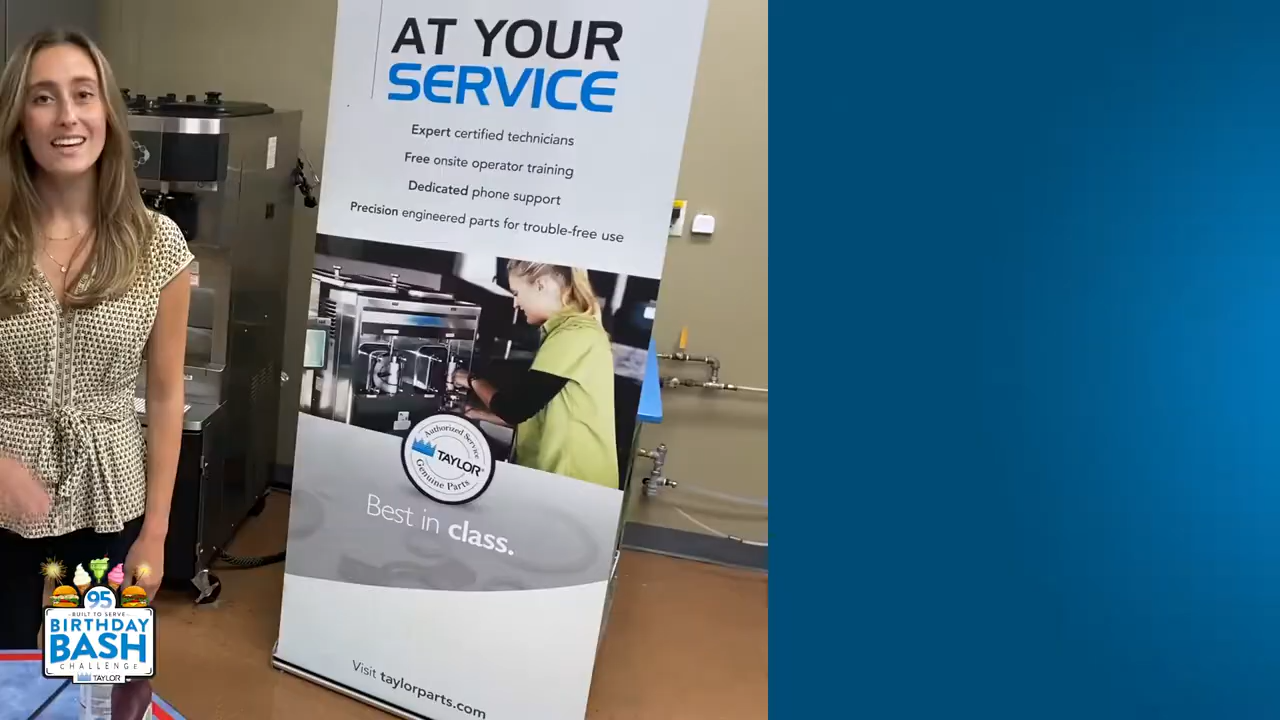 AT YOUR
SERVICE
Expert certified technicians
Free onsite operator training
Dedicated phone support
Precision engineered parts for trouble-free use
Authorized Service
TAYLOR®
Genuine Parts
Best in class.
Visit taylorparts.com
95
BUILT TO SERVE
BIRTHDAY
BASH
CHALLENGE
TAYLOR